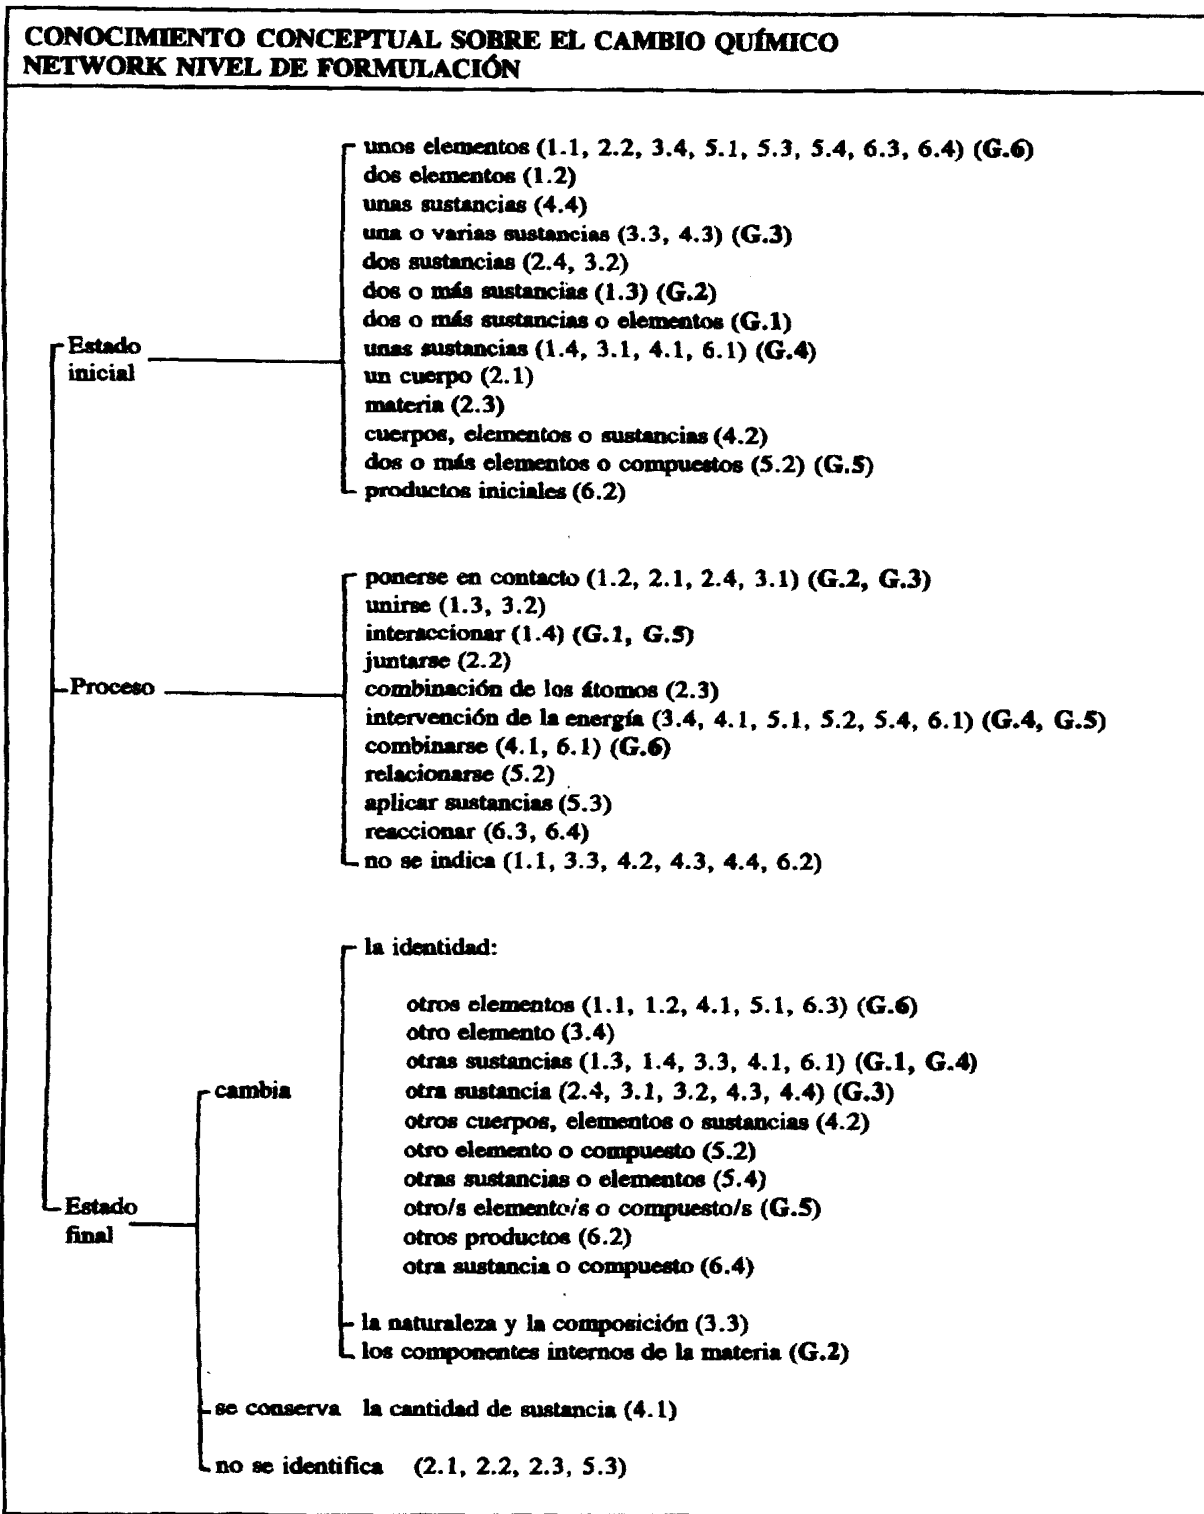 CONOCIMIENTO CONCEPTUAL SOBRE EL CAMBIO QUÍMICO
NETWORK NIVEL DE FORMULACIÓN
Estado
inicial
unos elementos (1.1, 2.2, 3.4, 5.1, 5.3, 5.4, 6.3, 6.4) (G.6)
dos elementos (1.2)
unas sustancias (4.4)
una o varias sustancias (3.3, 4.3) (G.3)
dos sustancias (2.4, 3.2)
dos o más sustancias (1.3) (G.2)
dos o más sustancias o elementos (G.1)
unas sustancias (1.4, 3.1, 4.1, 6.1) (G.4)
un cuerpo (2.1)
materia (2.3)
cuerpos, elementos o sustancias (4.2)
dos o más elementos o compuestos (5.2) (G.5)
productos iniciales (6.2)
Proceso
ponerse en contacto (1.2, 2.1, 2.4, 3.1) (G.2, G.3)
unirse (1.3, 3.2)
interaccionar (1.4) (G.1, G.5)
juntarse (2.2)
combinación de los átomos (2.3)
intervención de la energía (3.4, 4.1, 5.1, 5.2, 5.4, 6.1) (G.4, G.5)
combinarse (4.1, 6.1) (G.6)
relacionarse (5.2)
aplicar sustancias (5.3)
reaccionar (6.3, 6.4)
no se indica (1.1, 3.3, 4.2, 4.3, 4.4, 6.2)
Estado
final
cambia
la identidad:
otros elementos (1.1, 1.2, 4.1, 5.1, 6.3) (G.6)
otro elemento (3.4)
otras sustancias (1.3, 1.4, 3.3, 4.1, 6.1) (G.1, G.4)
otra sustancia (2.4, 3.1, 3.2, 4.3, 4.4) (G.3)
otros cuerpos, elementos o sustancias (4.2)
otro elemento o compuesto (5.2)
otras sustancias o elementos (5.4)
otro/s elemento/s o compuesto/s (G.5)
otros productos (6.2)
otra sustancia o compuesto (6.4)
la naturaleza y la composición (3.3)
los componentes internos de la materia (G.2)
se conserva la cantidad de sustancia (4.1)
no se identifica (2.1, 2.2, 2.3, 5.3)